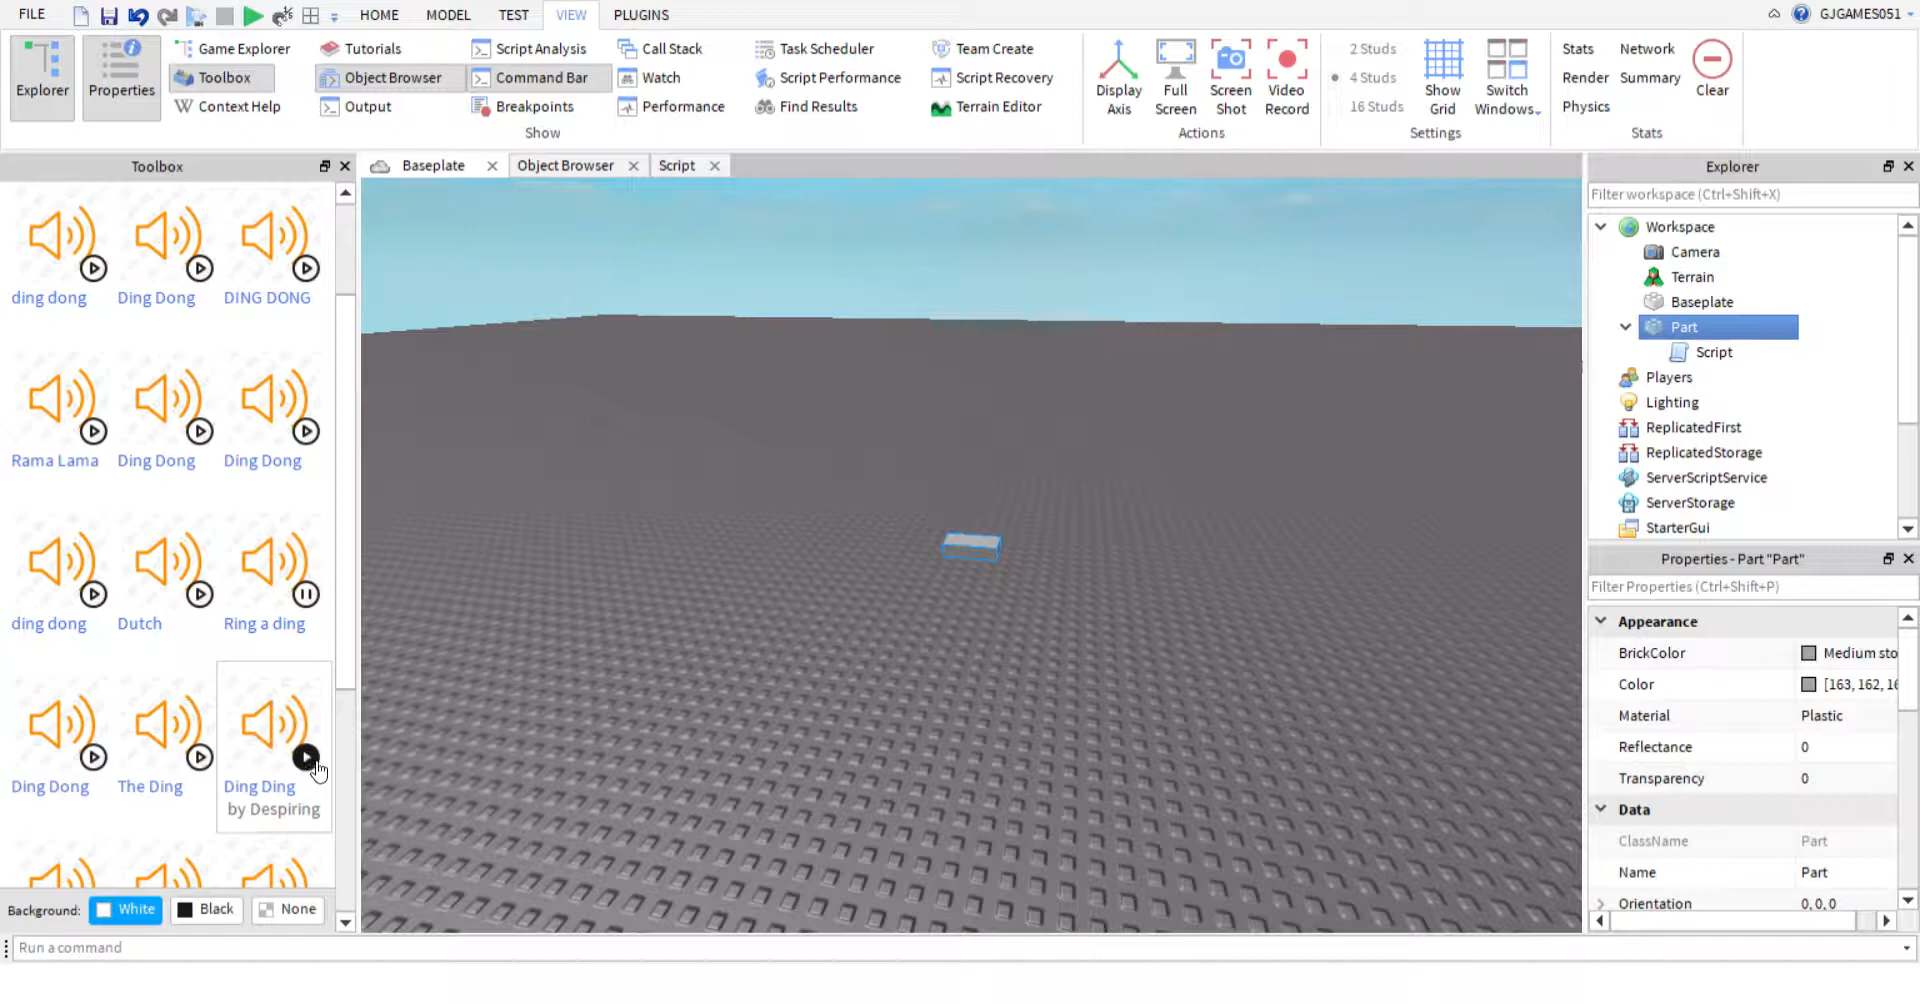 FILE
HOME
MODEL
TEST
VIEW
PLUGINS
GJGAMES051
Explorer
Properties
Game Explorer
Toolbox
Context Help
Tutorials
Object Browser
Output
Script Analysis
Command Bar
Breakpoints
Call Stack
Watch
Performance
Task Scheduler
Script Performance
Find Results
Team Create
Script Recovery
Terrain Editor
Show
Display
Axis
Full
Screen
Screen
Shot
Video
Record
Actions
2 Studs
4 Studs
16 Studs
Show
Grid
Switch
Windows
Settings
Stats
Render
Physics
Network
Summary
Clear
Stats
Toolbox
ding dong
Ding Dong
DING DONG
Rama Lama
Ding Dong
Ding Dong
ding dong
Dutch
Ring a ding
Ding Dong
The Ding
Ding Ding
by Despiring
Background:
White
Black
None
Baseplate
Object Browser
Script
Explorer
Filter workspace (Ctrl+Shift+X)
Workspace
Camera
Terrain
Baseplate
Part
Script
Players
Lighting
ReplicatedFirst
ReplicatedStorage
ServerScriptService
ServerStorage
StarterGui
Properties - Part "Part"
Filter Properties (Ctrl+Shift+P)
Appearance
BrickColor Medium sto
Color [163, 162, 16
Material Plastic
Reflectance 0
Transparency 0
Data
ClassName Part
Name Part
Orientation 0, 0, 0
Run a command